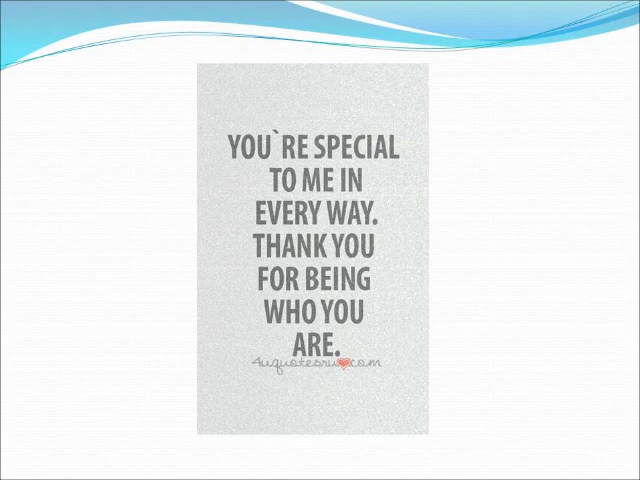 YOU`RE SPECIAL
TO ME IN
EVERY WAY.
THANK YOU
FOR BEING
WHO YOU
ARE.